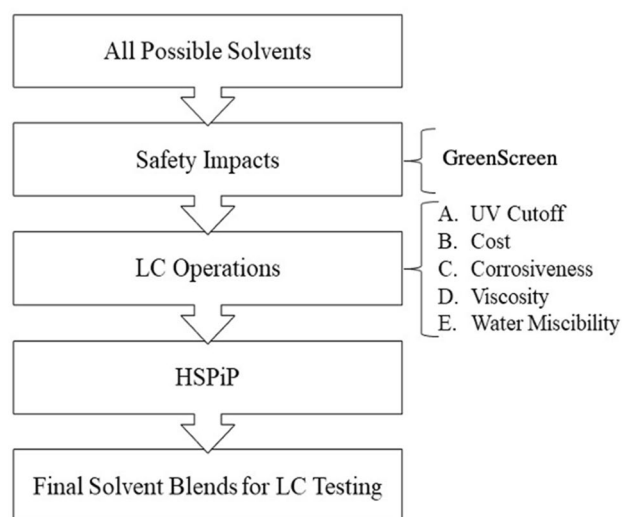 All Possible Solvents
Safety Impacts
GreenScreen
LC Operations
A. UV Cutoff
B. Cost
C. Corrosiveness
D. Viscosity
E. Water Miscibility
HSPiP
Final Solvent Blends for LC Testing